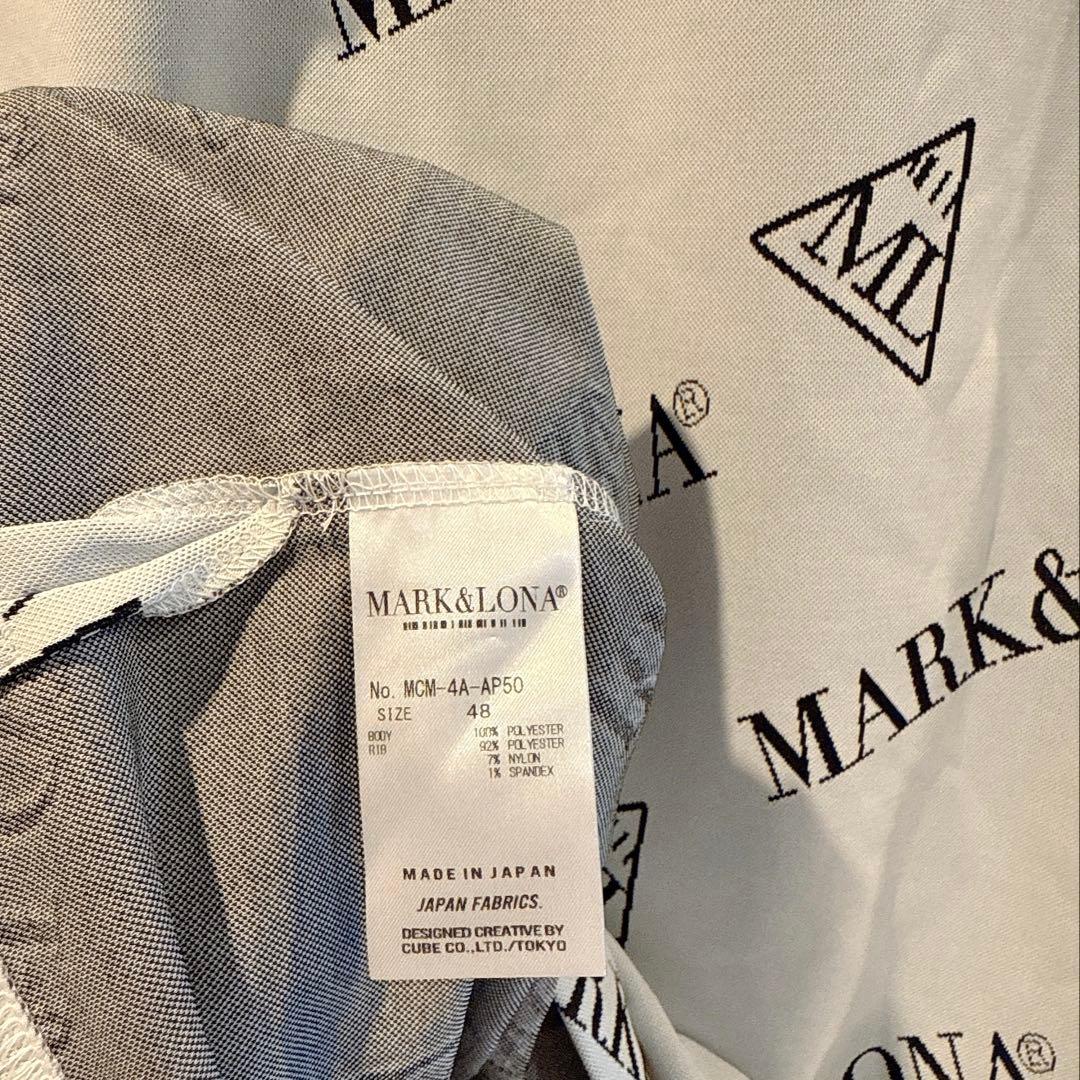 ML
A®
MARK&
MARK&LONA®
No. MCM-4A-AP50
SIZE 48
BODY 100% POLYESTER
RIB 92% POLYESTER
7% NYLON
1% SPANDEX
MADE IN JAPAN
JAPAN FABRICS.
DESIGNED CREATIVE BY
CUBE CO.,LTD./TOKYO
ONA®